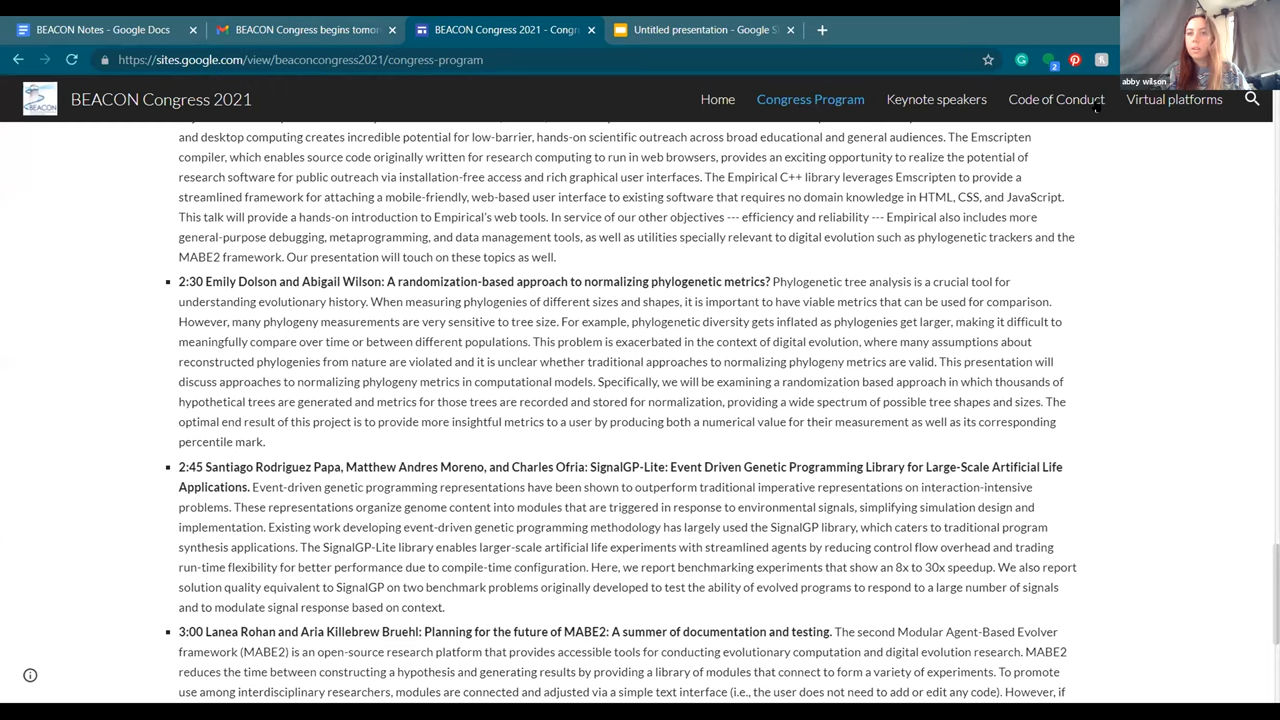 BEACON Notes - Google Docs
BEACON Congress begins tomor
BEACON Congress 2021 - Congr
Untitled presentation - Google S
https://sites.google.com/view/beaconcongress2021/congress-program
2
abby wilson
BEACON
BEACON Congress 2021
Home
Congress Program
Keynote speakers
Code of Conduct
Virtual platforms
and desktop computing creates incredible potential for low-barrier, hands-on scientific outreach across broad educational and general audiences. The Emscripten
compiler, which enables source code originally written for research computing to run in web browsers, provides an exciting opportunity to realize the potential of
research software for public outreach via installation-free access and rich graphical user interfaces. The Empirical C++ library leverages Emscripten to provide a
streamlined framework for attaching a mobile-friendly, web-based user interface to existing software that requires no domain knowledge in HTML, CSS, and JavaScript.
This talk will provide a hands-on introduction to Empirical's web tools. In service of our other objectives --- efficiency and reliability --- Empirical also includes more
general-purpose debugging, metaprogramming, and data management tools, as well as utilities specially relevant to digital evolution such as phylogenetic trackers and the
MABE2 framework. Our presentation will touch on these topics as well.
2:30 Emily Dolson and Abigail Wilson: A randomization-based approach to normalizing phylogenetic metrics? Phylogenetic tree analysis is a crucial tool for
understanding evolutionary history. When measuring phylogenies of different sizes and shapes, it is important to have viable metrics that can be used for comparison.
However, many phylogeny measurements are very sensitive to tree size. For example, phylogenetic diversity gets inflated as phylogenies get larger, making it difficult to
meaningfully compare over time or between different populations. This problem is exacerbated in the context of digital evolution, where many assumptions about
reconstructed phylogenies from nature are violated and it is unclear whether traditional approaches to normalizing phylogeny metrics are valid. This presentation will
discuss approaches to normalizing phylogeny metrics in computational models. Specifically, we will be examining a randomization based approach in which thousands of
hypothetical trees are generated and metrics for those trees are recorded and stored for normalization, providing a wide spectrum of possible tree shapes and sizes. The
optimal end result of this project is to provide more insightful metrics to a user by producing both a numerical value for their measurement as well as its corresponding
percentile mark.
2:45 Santiago Rodriguez Papa, Matthew Andres Moreno, and Charles Ofria: SignalGP-Lite: Event Driven Genetic Programming Library for Large-Scale Artificial Life
Applications. Event-driven genetic programming representations have been shown to outperform traditional imperative representations on interaction-intensive
problems. These representations organize genome content into modules that are triggered in response to environmental signals, simplifying simulation design and
implementation. Existing work developing event-driven genetic programming methodology has largely used the SignalGP library, which caters to traditional program
synthesis applications. The SignalGP-Lite library enables larger-scale artificial life experiments with streamlined agents by reducing control flow overhead and trading
run-time flexibility for better performance due to compile-time configuration. Here, we report benchmarking experiments that show an 8x to 30x speedup. We also report
solution quality equivalent to SignalGP on two benchmark problems originally developed to test the ability of evolved programs to respond to a large number of signals
and to modulate signal response based on context.
3:00 Lanea Rohan and Aria Killebrew Bruehl: Planning for the future of MABE2: A summer of documentation and testing. The second Modular Agent-Based Evolver
framework (MABE2) is an open-source research platform that provides accessible tools for conducting evolutionary computation and digital evolution research. MABE2
reduces the time between constructing a hypothesis and generating results by providing a library of modules that connect to form a variety of experiments. To promote
use among interdisciplinary researchers, modules are connected and adjusted via a simple text interface (i.e., the user does not need to add or edit any code). However, if